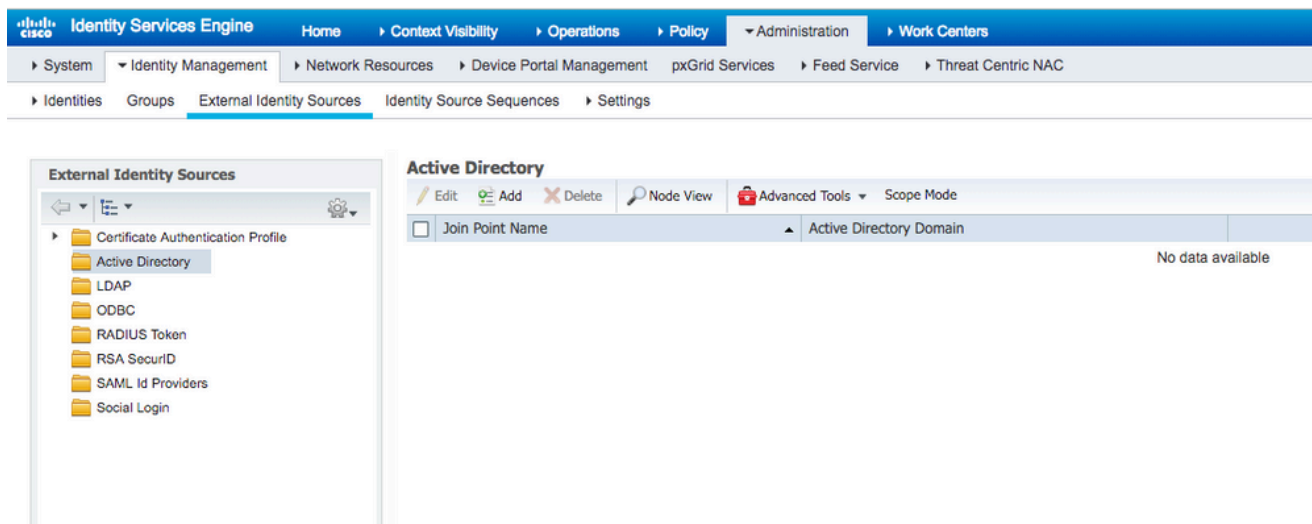 cisco Identity Services Engine Home Context Visibility Operations Policy Administration Work Centers
System Identity Management Network Resources Device Portal Management pxGrid Services Feed Service Threat Centric NAC
Identities Groups External Identity Sources Identity Source Sequences Settings
External Identity Sources
Certificate Authentication Profile
Active Directory
LDAP
ODBC
RADIUS Token
RSA SecurID
SAML Id Providers
Social Login
Active Directory
Edit Add Delete Node View Advanced Tools Scope Mode
Join Point Name Active Directory Domain
No data available